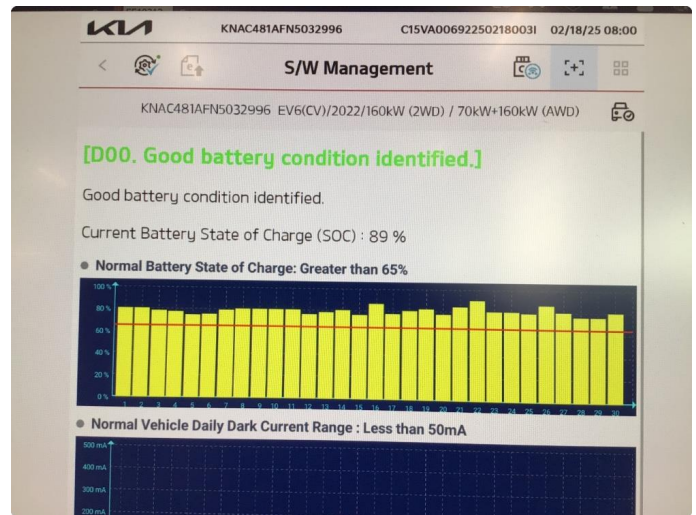 KIA KNAC481AFN5032996 C15VA00692250218003I 02/18/25 08:00
S/W Management
KNAC481AFN5032996 EV6(CV)/2022/160kW (2WD) / 70kW+160kW (AWD)
[D00. Good battery condition identified.]
Good battery condition identified.
Current Battery State of Charge (SOC) : 89 %
Normal Battery State of Charge: Greater than 65%
100 %
80 %
60 %
40 %
20 %
0 %
1 2 3 4 5 6 7 8 9 10 11 12 13 14 15 16 17 18 19 20 21 22 23 24 25 26 27 28 29 30
Normal Vehicle Daily Dark Current Range : Less than 50mA
500 mA
400 mA
300 mA
200 mA